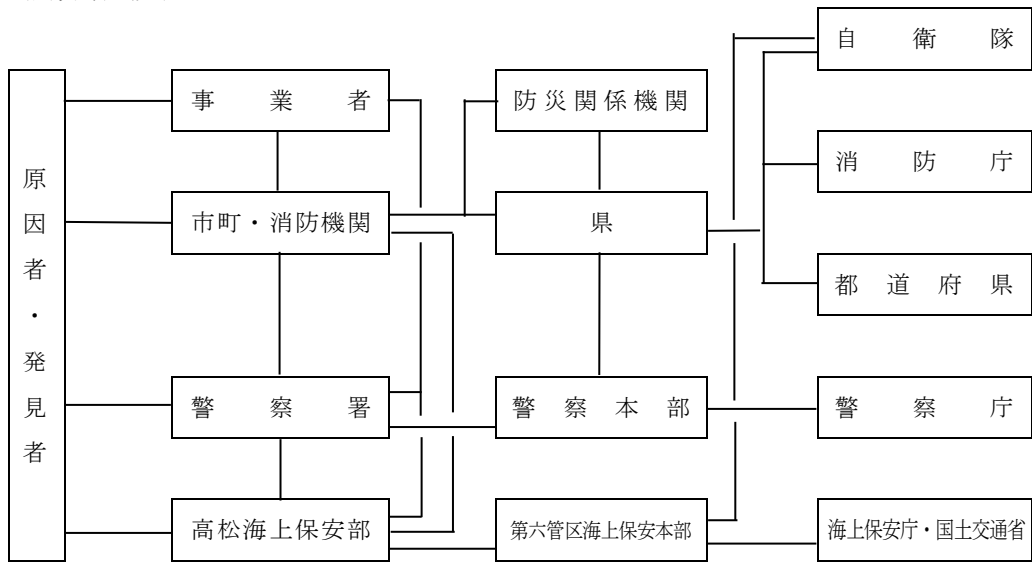 自衛隊
事業者
防災関係機関
原因者・発見者
消防庁
市町・消防機関
県
都道府県
警察署
警察本部
警察庁
高松海上保安部
第六管区海上保安本部
海上保安庁・国土交通省